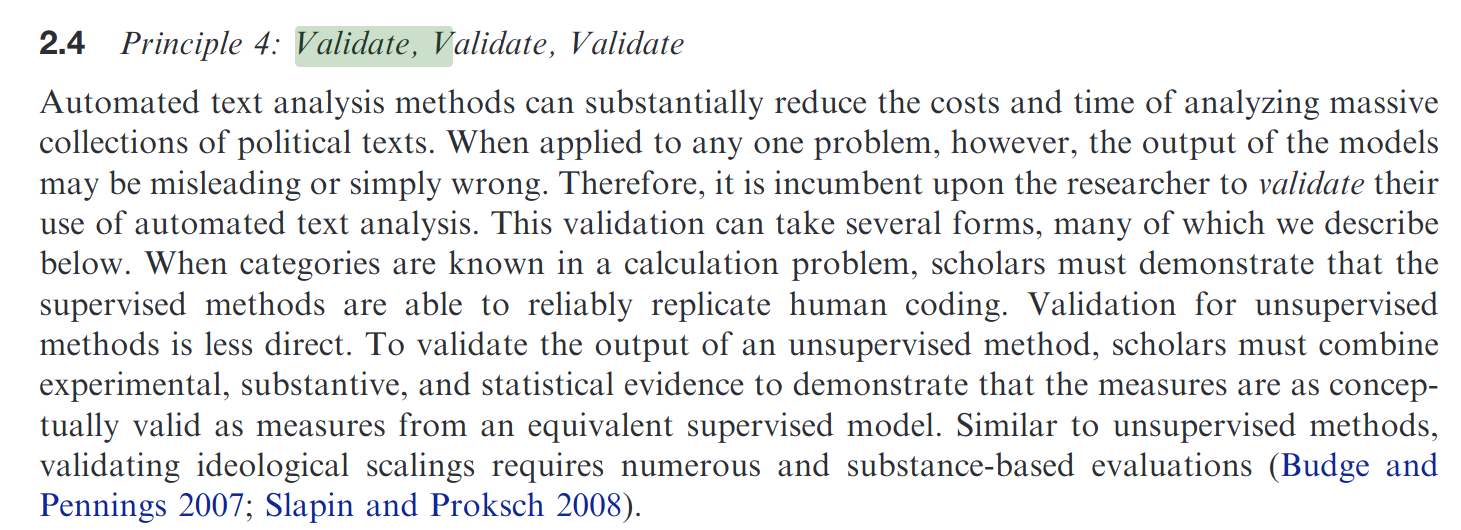 2.4 Principle 4: Validate, Validate, Validate
Automated text analysis methods can substantially reduce the costs and time of analyzing massive
collections of political texts. When applied to any one problem, however, the output of the models
may be misleading or simply wrong. Therefore, it is incumbent upon the researcher to validate their
use of automated text analysis. This validation can take several forms, many of which we describe
below. When categories are known in a calculation problem, scholars must demonstrate that the
supervised methods are able to reliably replicate human coding. Validation for unsupervised
methods is less direct. To validate the output of an unsupervised method, scholars must combine
experimental, substantive, and statistical evidence to demonstrate that the measures are as concep-
tually valid as measures from an equivalent supervised model. Similar to unsupervised methods,
validating ideological scalings requires numerous and substance-based evaluations (Budge and
Pennings 2007; Slapin and Proksch 2008).